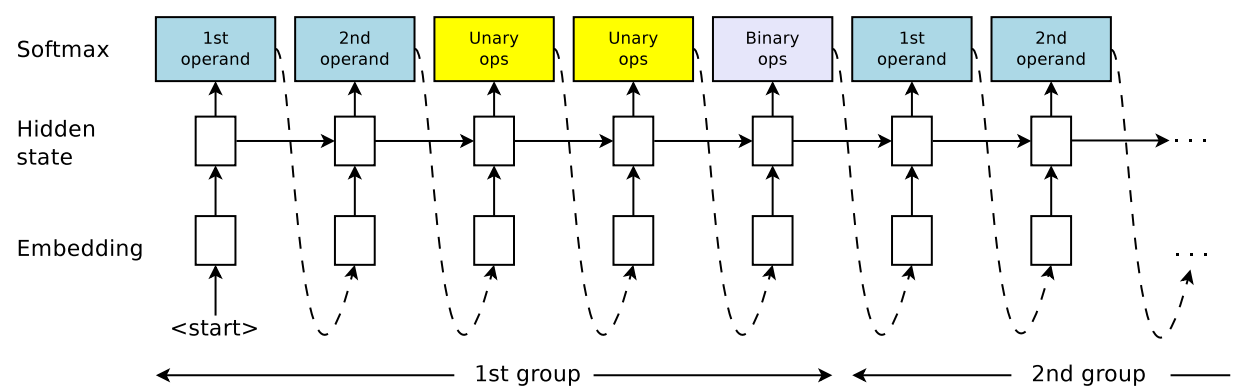 Softmax
1st
operand
2nd
operand
Unary
ops
Unary
ops
Binary
ops
1st
operand
2nd
operand
Hidden
state
. . .
Embedding
. . .
<start>
1st group
2nd group